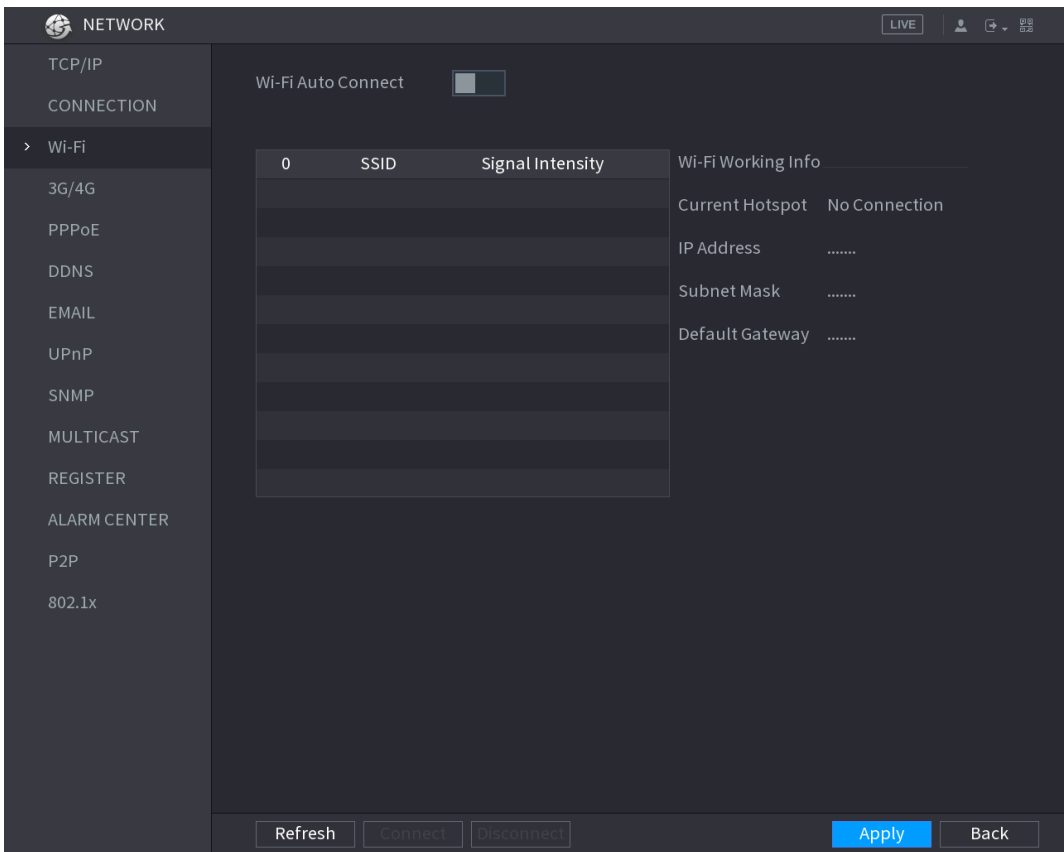 NETWORK
LIVE
TCP/IP
CONNECTION
Wi-Fi
3G/4G
PPPoE
DDNS
EMAIL
UPnP
SNMP
MULTICAST
REGISTER
ALARM CENTER
P2P
802.1x
Wi-Fi Auto Connect
0 SSID Signal Intensity
Wi-Fi Working Info
Current Hotspot No Connection
IP Address .......
Subnet Mask .......
Default Gateway .......
Refresh Connect Disconnect Apply Back